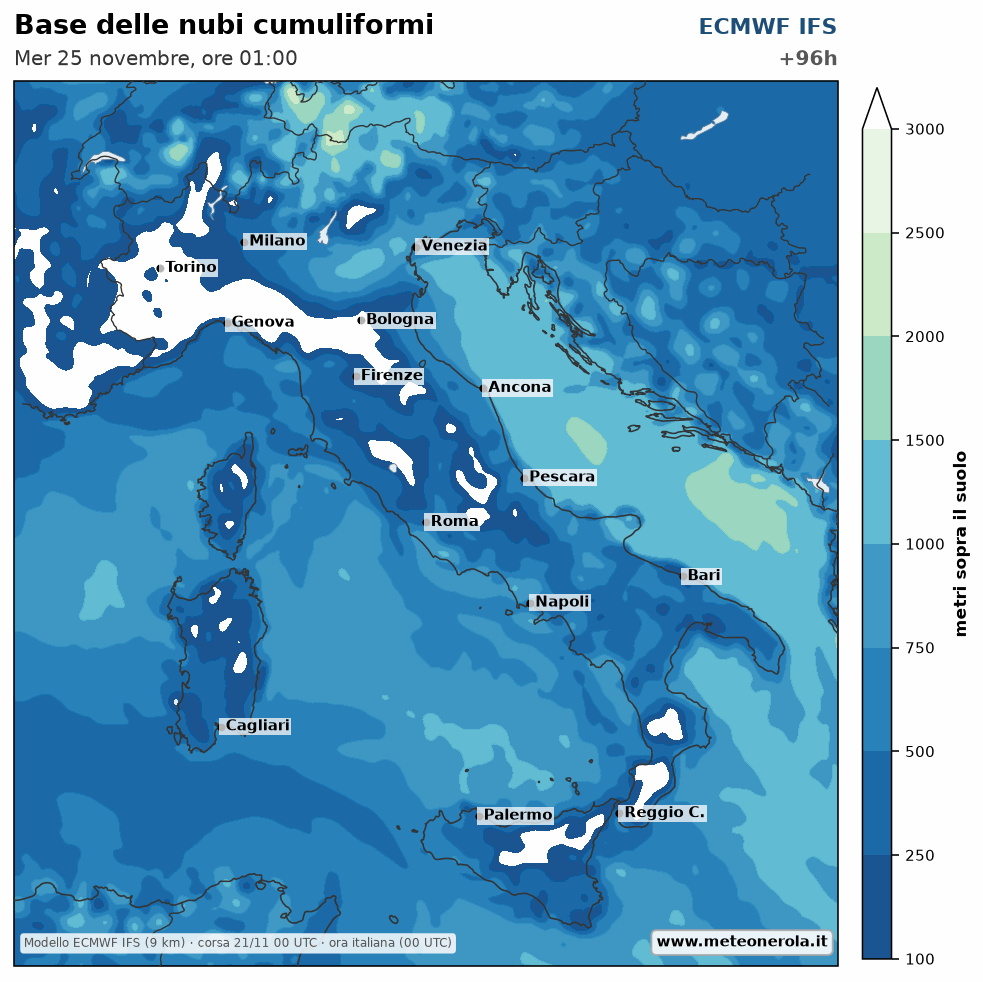 Base delle nubi cumuliformi
ECMWF IFS
Mer 25 novembre, ore 01:00
+96h
3000
2500
2000
1500
1000
750
500
250
100
metri sopra il suolo
Milano
Venezia
Torino
Genova
Bologna
Firenze
Ancona
Pescara
Roma
Bari
Napoli
Cagliari
Palermo
Reggio C.
Modello ECMWF IFS (9 km) · corsa 21/11 00 UTC · ora italiana (00 UTC)
www.meteonerola.it